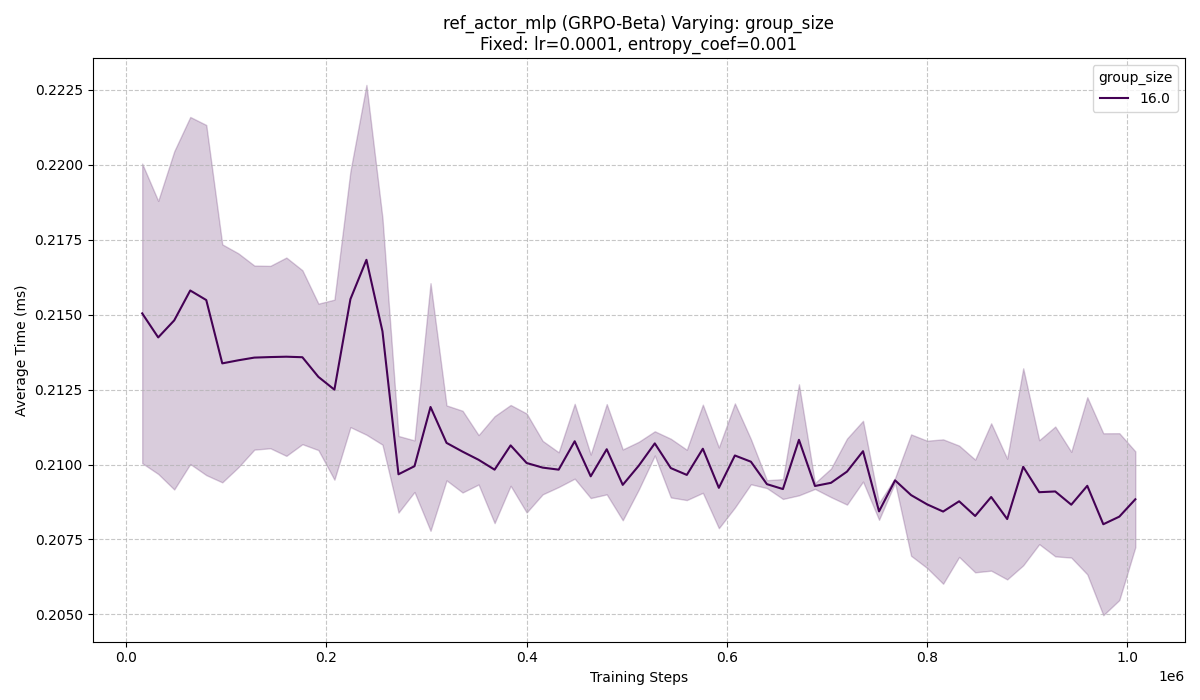 ref_actor_mlp (GRPO-Beta) Varying: group_size
Fixed: lr=0.0001, entropy_coef=0.001
group_size
16.0
Average Time (ms)
0.2225
0.2200
0.2175
0.2150
0.2125
0.2100
0.2075
0.2050
0.0
0.2
0.4
0.6
0.8
1.0
1e6
Training Steps